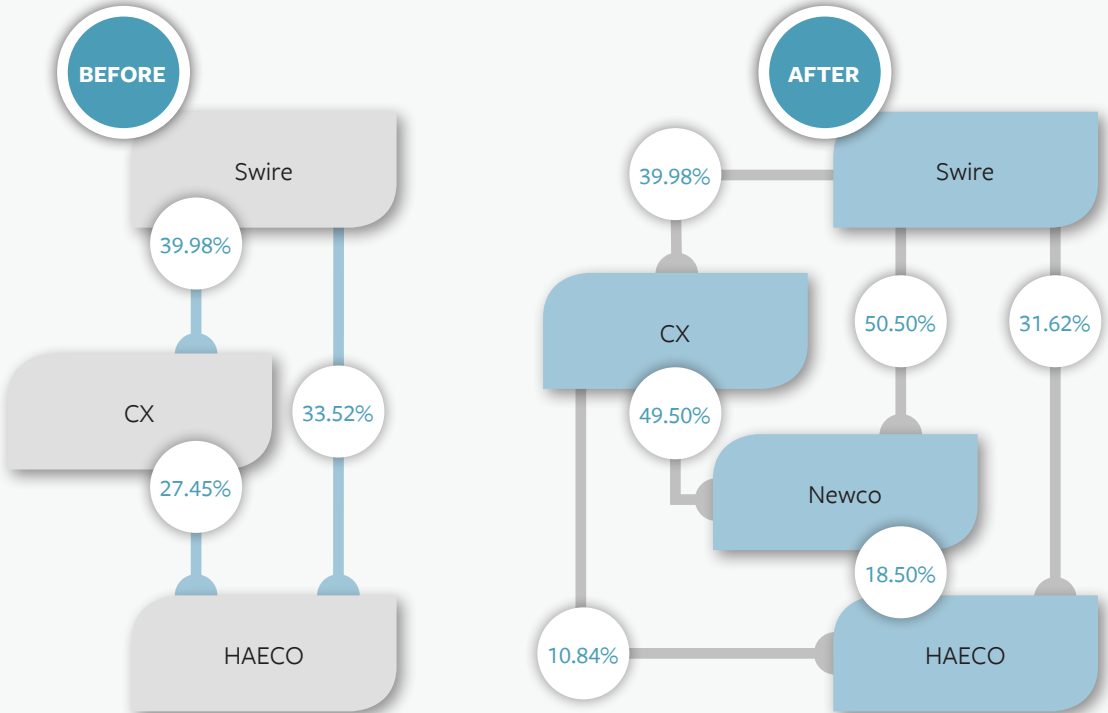 BEFORE
Swire
39.98%
CX
33.52%
27.45%
HAECO
AFTER
39.98%
Swire
CX
50.50%
31.62%
49.50%
Newco
18.50%
10.84%
HAECO